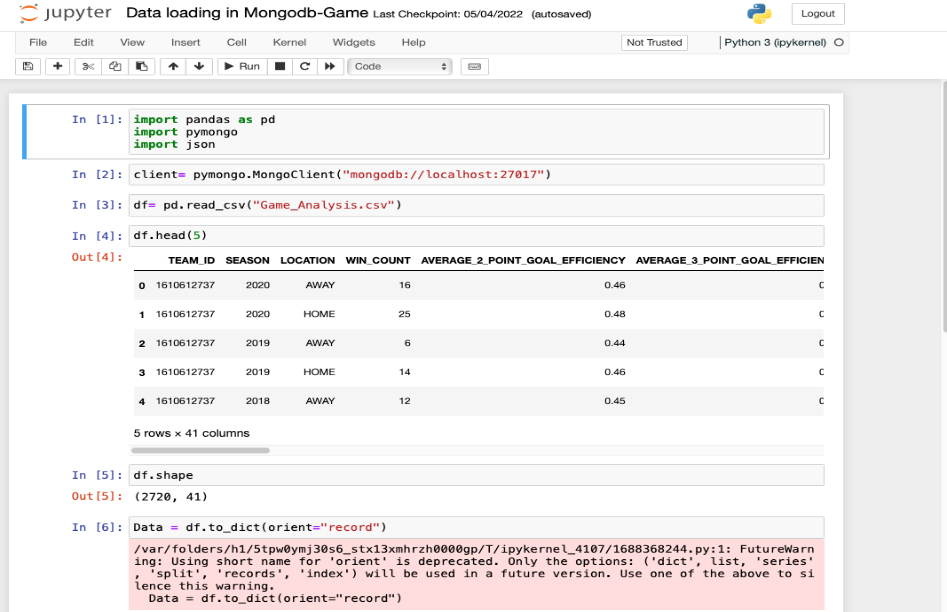 jupyter Data loading in Mongodb-Game Last Checkpoint: 05/04/2022 (autosaved)
Logout
File Edit View Insert Cell Kernel Widgets Help
Not Trusted
Python 3 (ipykernel)
Run
Code
In [1]: import pandas as pd
import pymongo
import json
In [2]: client= pymongo.MongoClient("mongodb://localhost:27017")
In [3]: df= pd.read_csv("Game_Analysis.csv")
In [4]: df.head(5)
Out[4]:
TEAM_ID SEASON LOCATION WIN_COUNT AVERAGE_2_POINT_GOAL_EFFICIENCY AVERAGE_3_POINT_GOAL_EFFICIEN
0 1610612737 2020 AWAY 16 0.46
1 1610612737 2020 HOME 25 0.48
2 1610612737 2019 AWAY 6 0.44
3 1610612737 2019 HOME 14 0.46
4 1610612737 2018 AWAY 12 0.45
5 rows × 41 columns
In [5]: df.shape
Out[5]: (2720, 41)
In [6]: Data = df.to_dict(orient="record")
/var/folders/h1/5tpw0ymj30s6_stx13xmhrzh0000gp/T/ipykernel_4107/1688368244.py:1: FutureWarn
ing: Using short name for 'orient' is deprecated. Only the options: ('dict', list, 'series'
, 'split', 'records', 'index') will be used in a future version. Use one of the above to si
lence this warning.
Data = df.to_dict(orient="record")